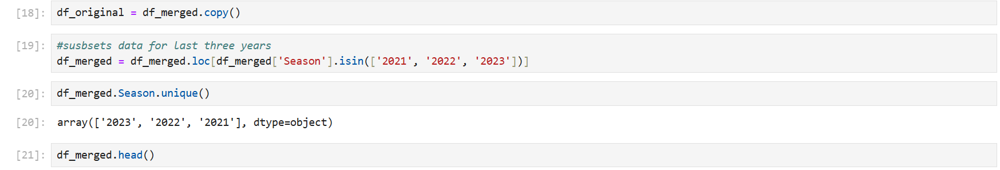 [18]: df_original = df_merged.copy()
[19]: #susbsets data for last three years
df_merged = df_merged.loc[df_merged['Season'].isin(['2021', '2022', '2023'])]
[20]: df_merged.Season.unique()
[20]: array(['2023', '2022', '2021'], dtype=object)
[21]: df_merged.head()